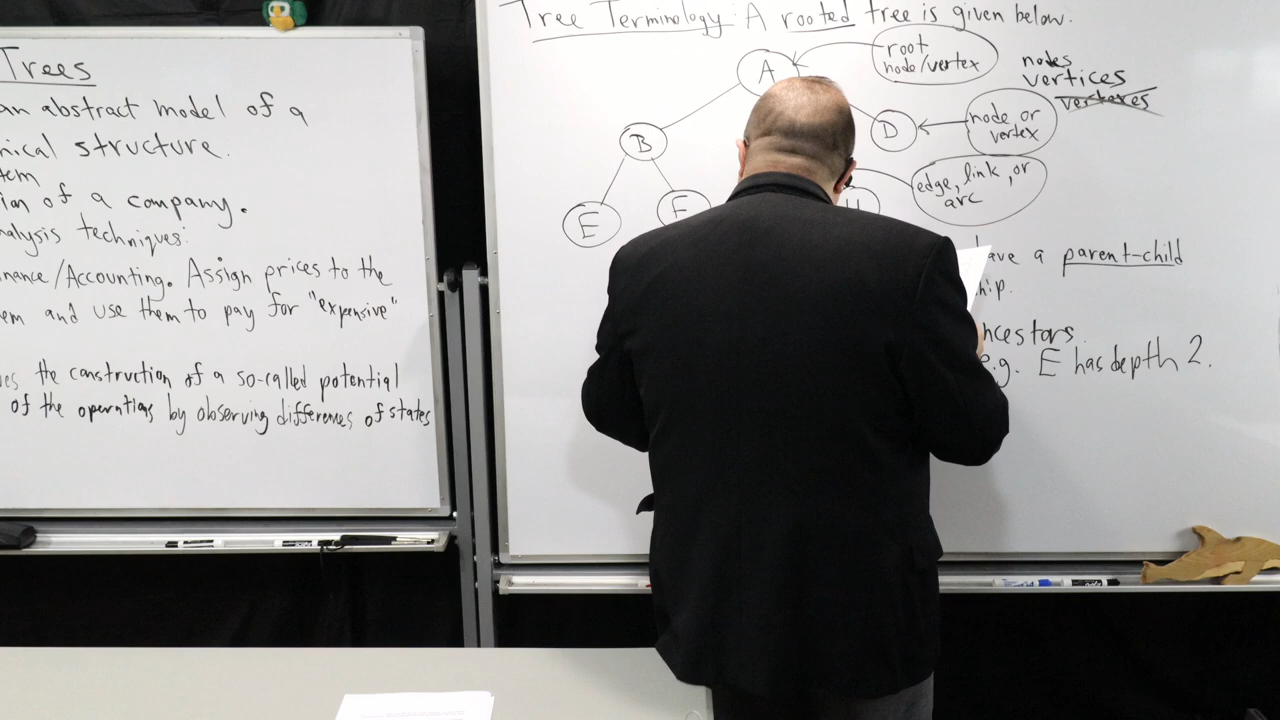 Trees
an abstract model of a
nical structure.
tem
ion of a company.
nalysis techniques:
nance/Accounting. Assign prices to the
em and use them to pay for "expensive"
ves the construction of a so-called potential
of the operations by observing differences of states
Tree Terminology: A rooted tree is given below.
A
root
node/vertex
nodes
vertices
vertexes
B
D
node or
vertex
E
F
H
edge, link, or
arc
have a parent-child
hip.
ncestors.
e.g. E has depth 2.